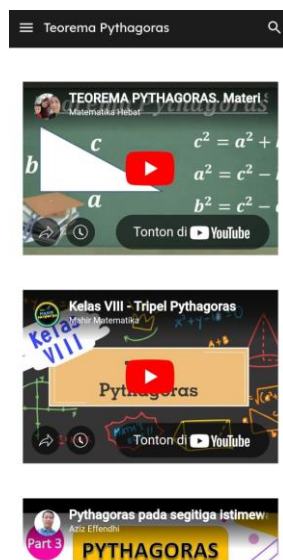 Teorema Pythagoras
TEOREMA PYTHAGORAS. Materi
Matematika Hebat
c
b
a
c² = a² +
a² = c² –
b² = c² –
Tonton di YouTube
Kelas VIII - Tripel Pythagoras
Mahir Matematika
Kelas
VIII
A+B
Pythagoras
Tonton di YouTube
Pythagoras pada segitiga istimew
Aziz Effendhi
Part 3
PYTHAGORAS